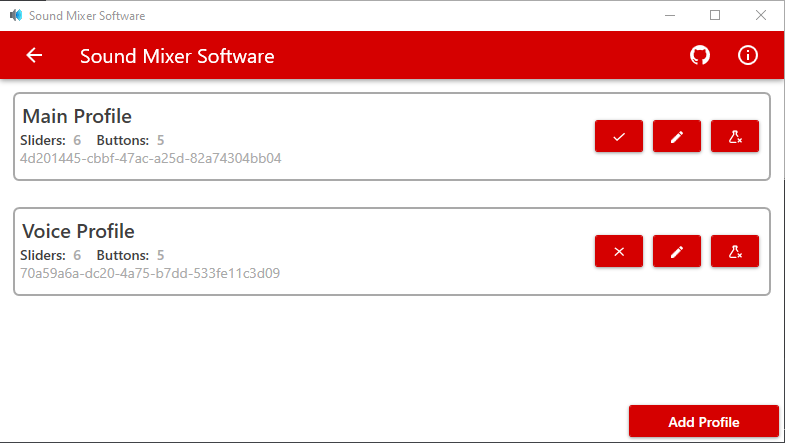 Sound Mixer Software
Sound Mixer Software
Main Profile
Sliders: 6 Buttons: 5
4d201445-cbbf-47ac-a25d-82a74304bb04
Voice Profile
Sliders: 6 Buttons: 5
70a59a6a-dc20-4a75-b7dd-533fe11c3d09
Add Profile